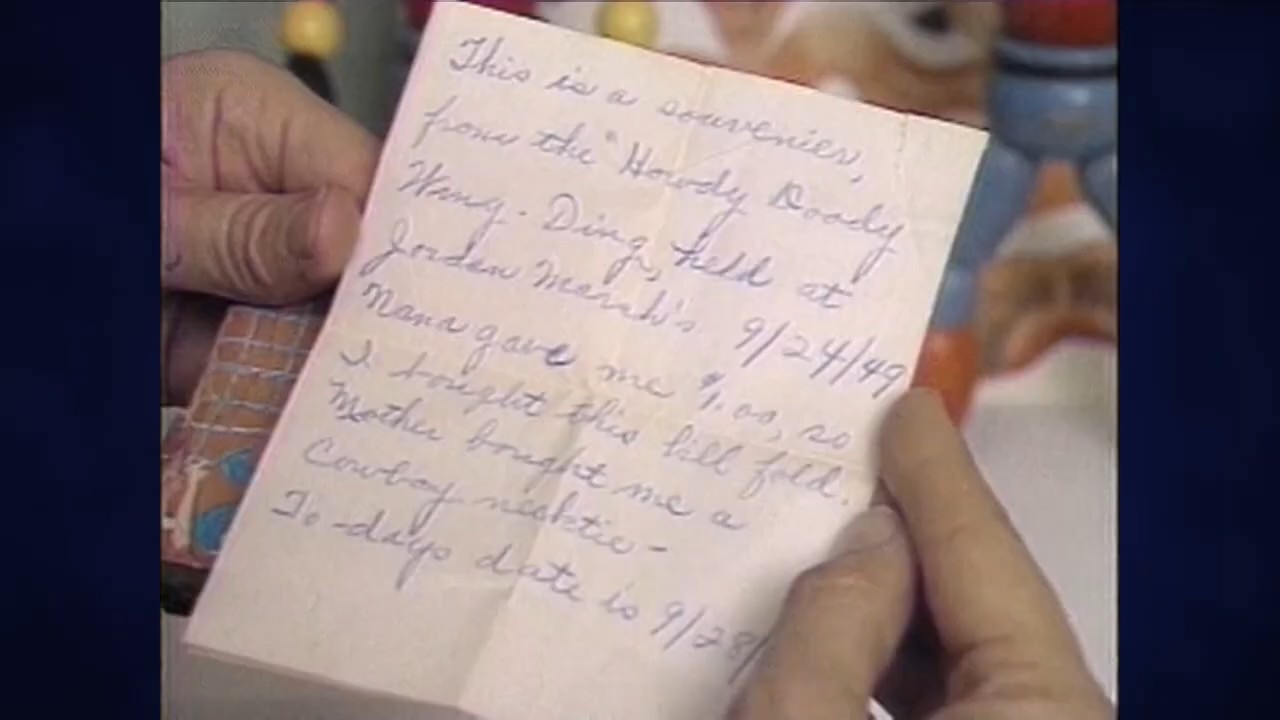 This is a souvenier,
from the "Howdy Doody
Wing-Ding, held at
Jorden Marsh's 9/24/49
Nana gave me $1.00, so
I bought this bill fold.
Mother bought me a
Cowboy necktie -
To-days date is 9/28/